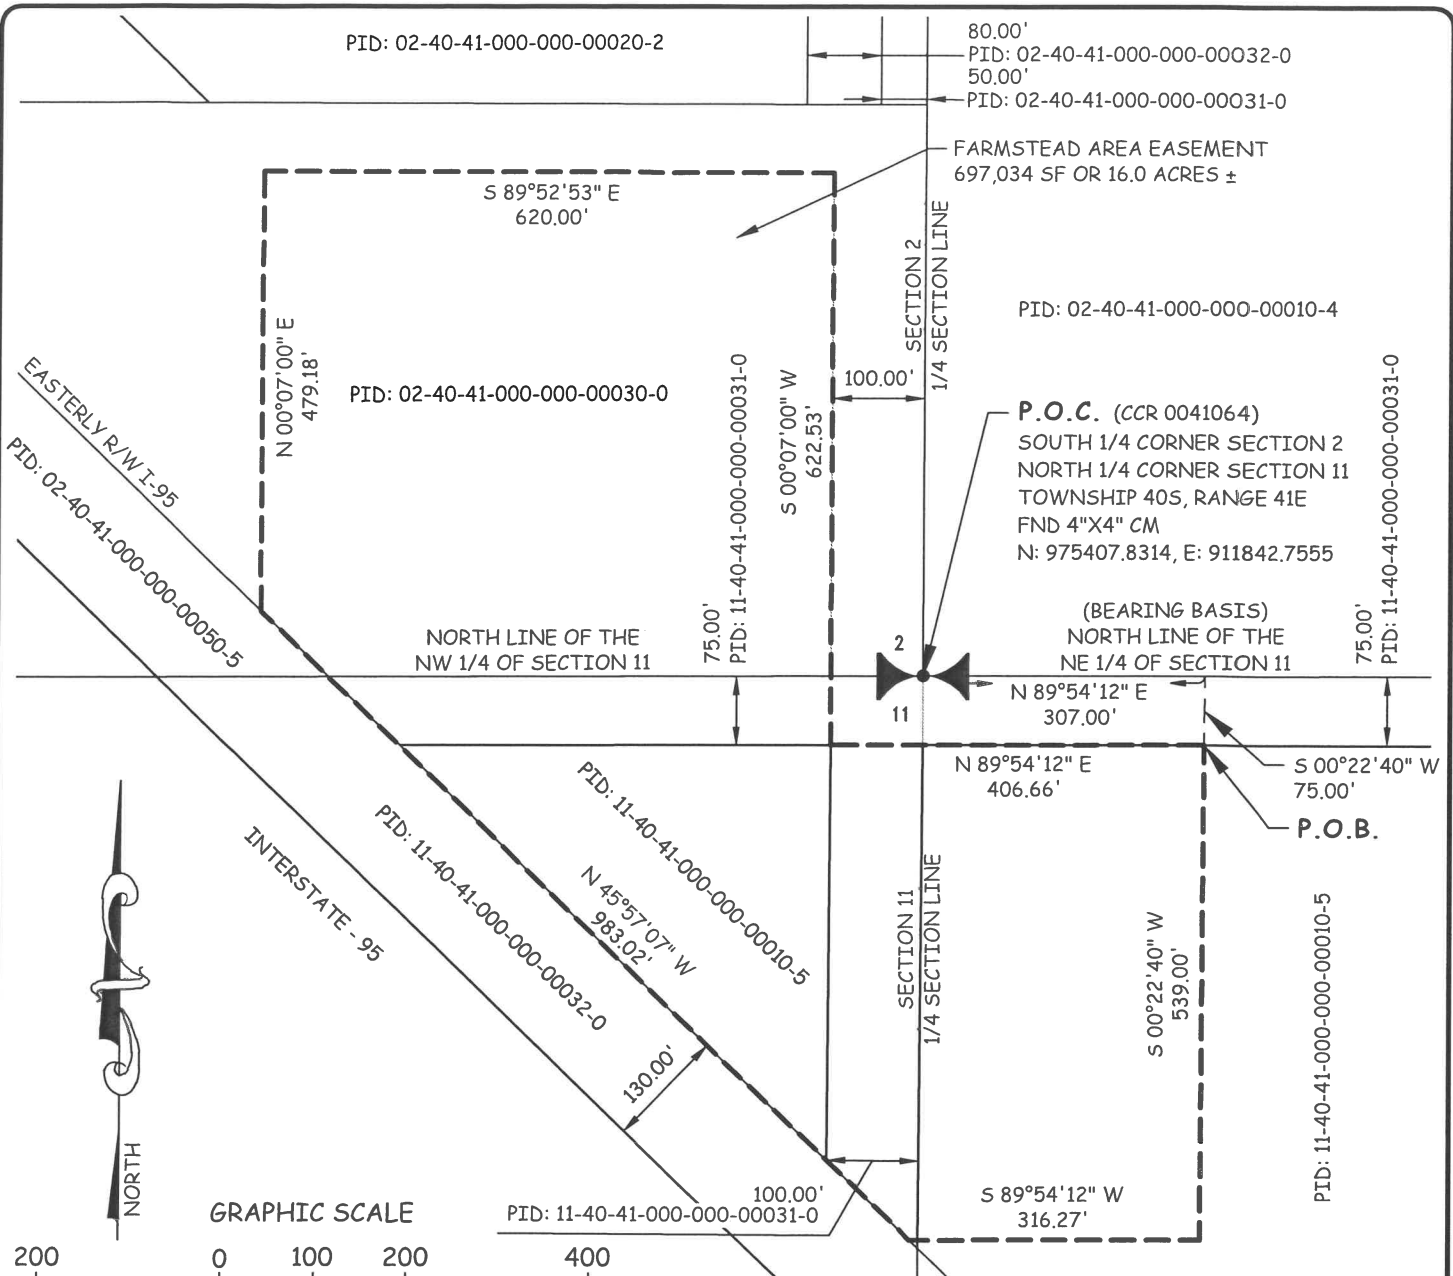 PID: 02-40-41-000-000-00020-2
80.00'
PID: 02-40-41-000-000-00032-0
50.00'
PID: 02-40-41-000-000-00031-0
FARMSTEAD AREA EASEMENT
697,034 SF OR 16.0 ACRES ±
S 89°52'53" E
620.00'
SECTION 2
1/4 SECTION LINE
PID: 02-40-41-000-000-00010-4
N 00°07'00" E
479.18'
PID: 02-40-41-000-000-00030-0
S 00°07'00" W
622.53'
100.00'
75.00'
PID: 11-40-41-000-000-00031-0
EASTERLY R/W I-95
PID: 02-40-41-000-000-00050-5
P.O.C. (CCR 0041064)
SOUTH 1/4 CORNER SECTION 2
NORTH 1/4 CORNER SECTION 11
TOWNSHIP 40S, RANGE 41E
FND 4"X4" CM
N: 975407.8314, E: 911842.7555
75.00'
PID: 11-40-41-000-000-00031-0
NORTH LINE OF THE
NW 1/4 OF SECTION 11
2
11
(BEARING BASIS)
NORTH LINE OF THE
NE 1/4 OF SECTION 11
N 89°54'12" E
307.00'
N 89°54'12" E
406.66'
S 00°22'40" W
75.00'
P.O.B.
PID: 11-40-41-000-000-00010-5
PID: 11-40-41-000-000-00032-0
N 45°57'07" W
983.02'
INTERSTATE - 95
SECTION 11
1/4 SECTION LINE
S 00°22'40" W
539.00'
PID: 11-40-41-000-000-00010-5
130.00'
NORTH
100.00'
PID: 11-40-41-000-000-00031-0
S 89°54'12" W
316.27'
GRAPHIC SCALE
200 0 100 200 400